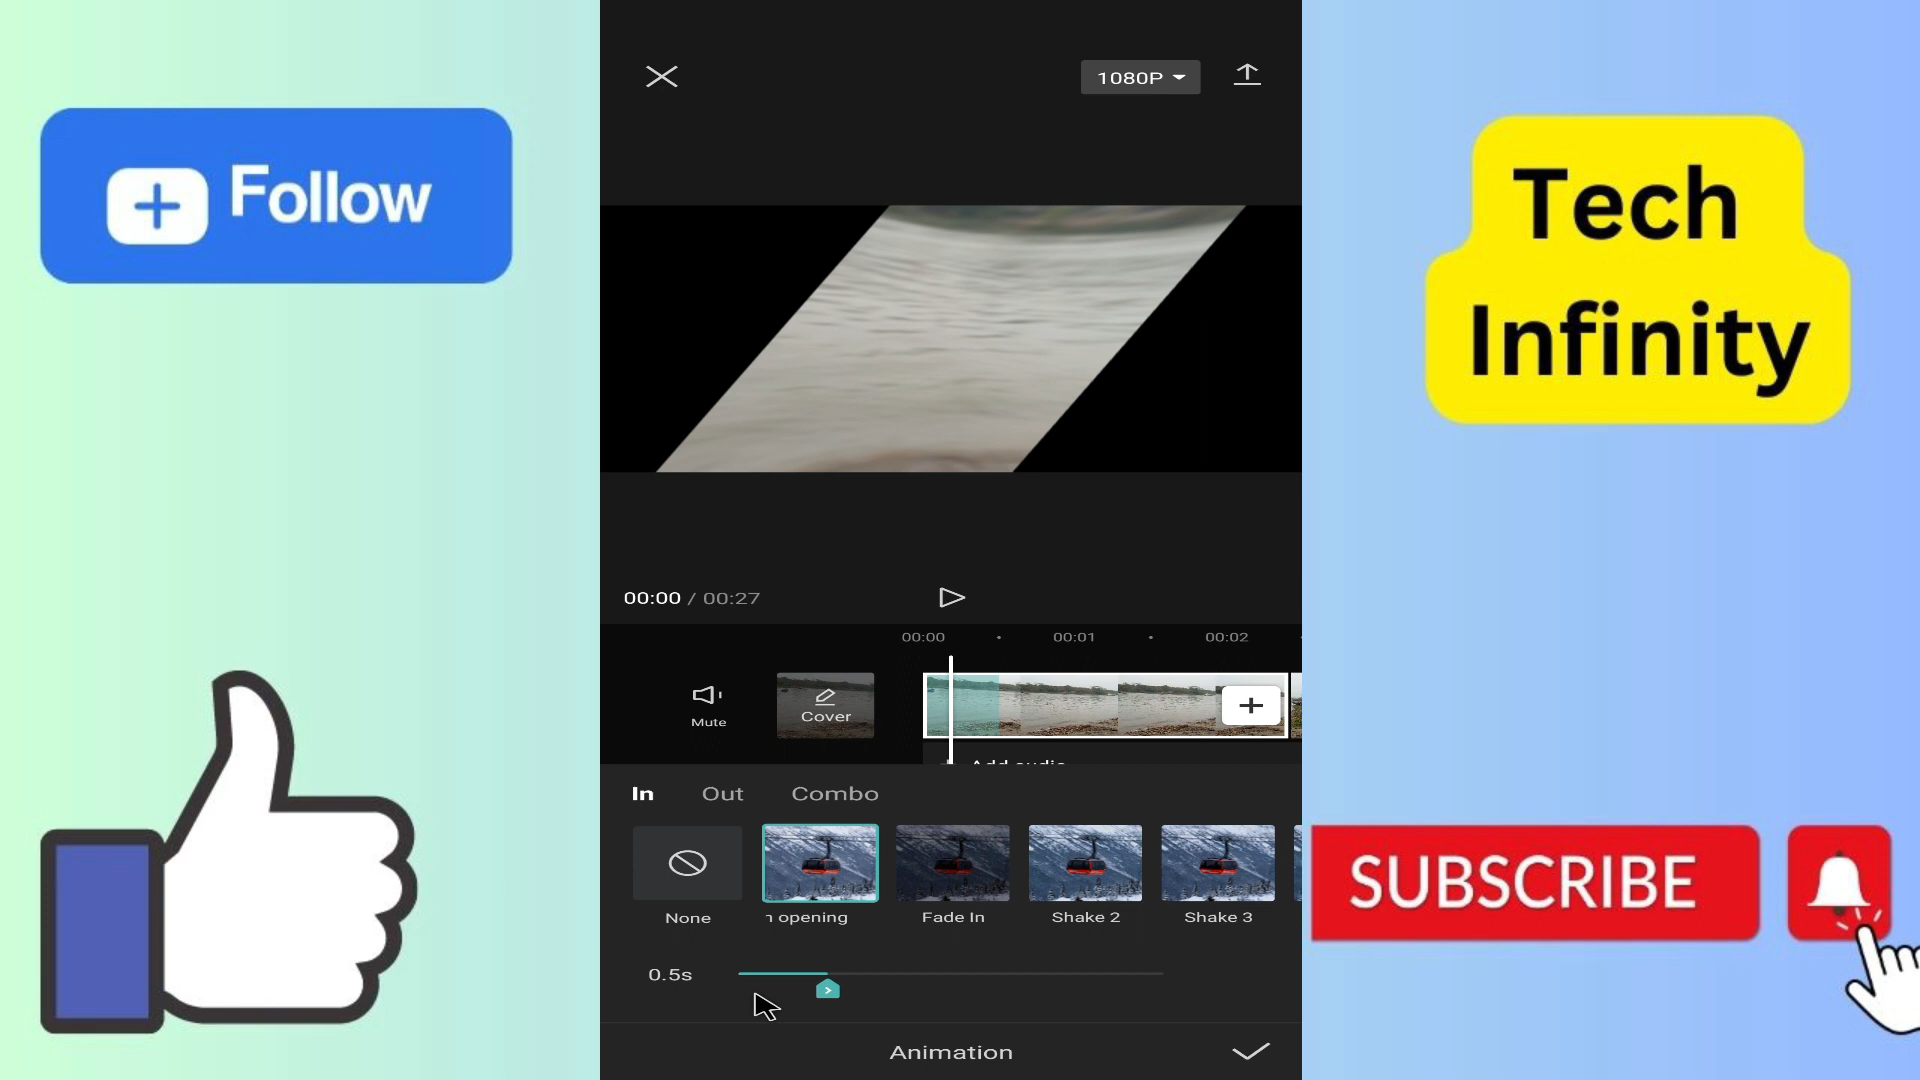 Follow
Tech
Infinity
1080P
00:00 / 00:27
00:00
00:01
00:02
Mute
Cover
In
Out
Combo
None
opening
Fade In
Shake 2
Shake 3
0.5s
Animation
SUBSCRIBE